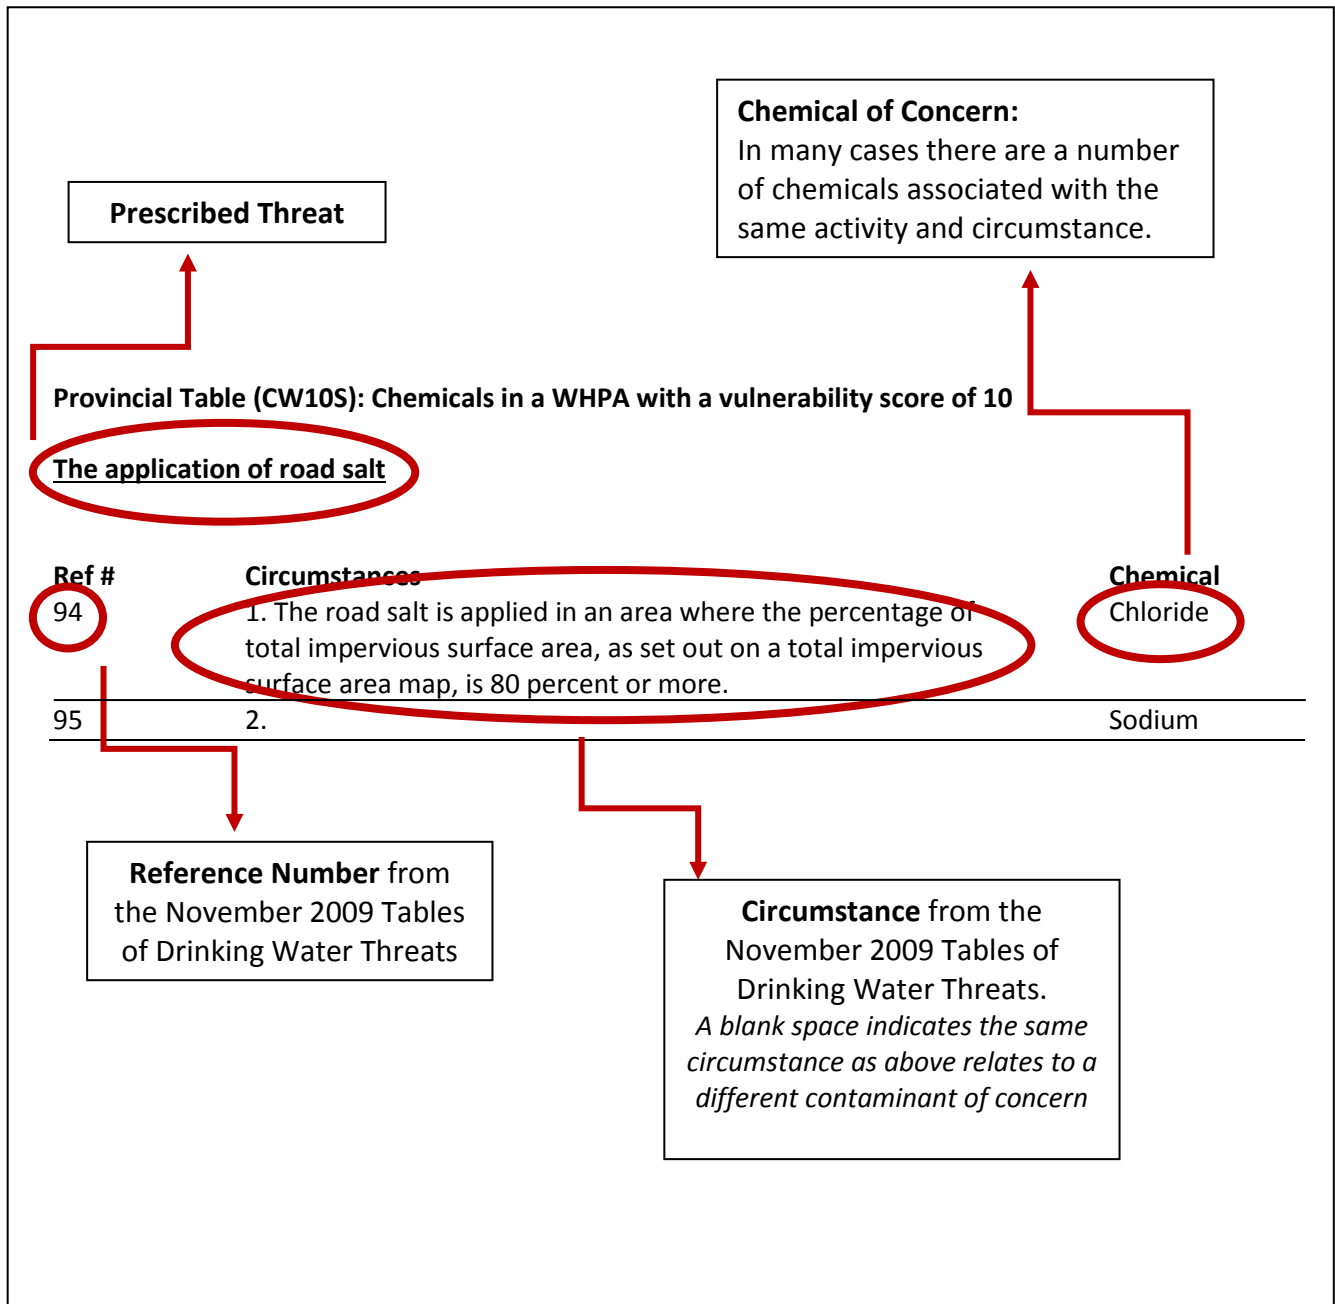 Chemical of Concern:
In many cases there are a number
of chemicals associated with the
same activity and circumstance.
Prescribed Threat
Provincial Table (CW10S): Chemicals in a WHPA with a vulnerability score of 10
The application of road salt
Ref # Circumstances Chemical
94 1. The road salt is applied in an area where the percentage of Chloride
total impervious surface area, as set out on a total impervious
surface area map, is 80 percent or more.
95 2. Sodium
Reference Number from
the November 2009 Tables
of Drinking Water Threats
Circumstance from the
November 2009 Tables of
Drinking Water Threats.
A blank space indicates the same
circumstance as above relates to a
different contaminant of concern